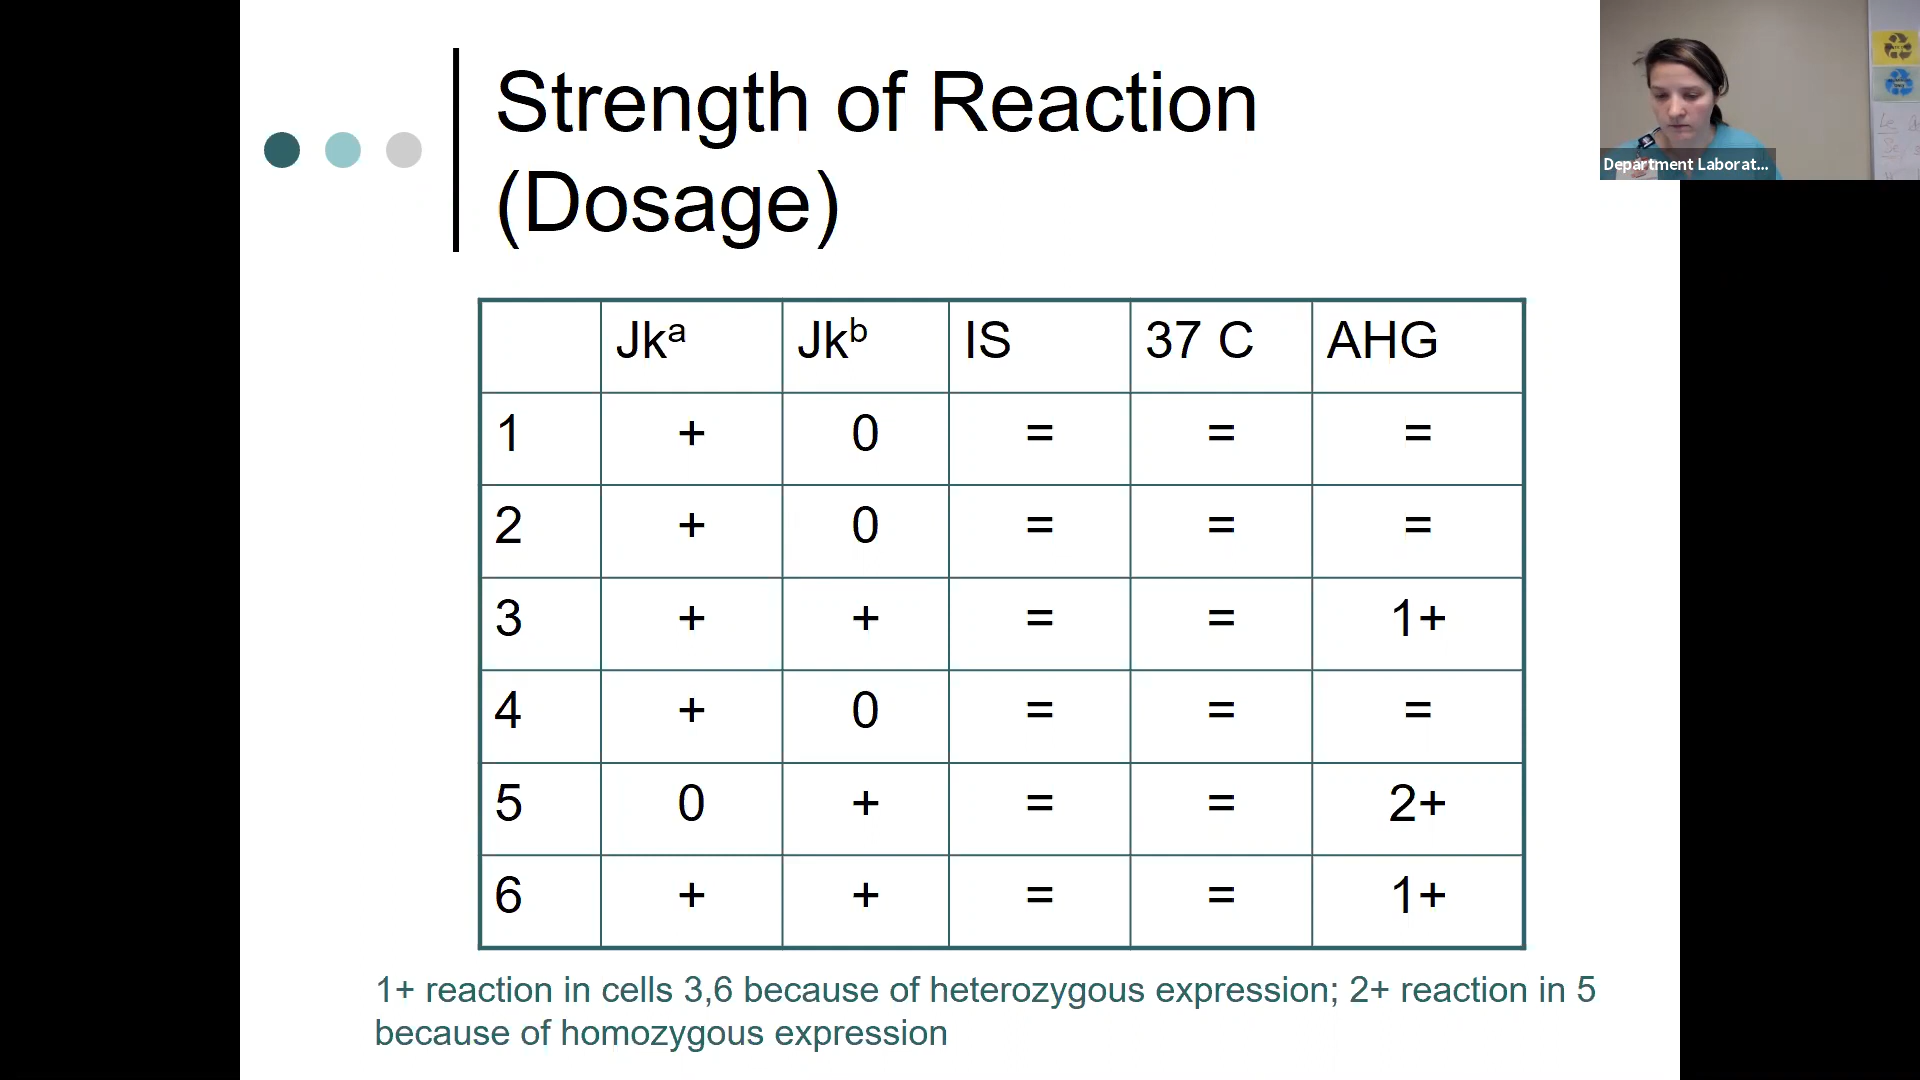 Strength of Reaction
(Dosage)
Jkᵃ Jkᵇ IS 37 C AHG
1 + 0 = = =
2 + 0 = = =
3 + + = = 1+
4 + 0 = = =
5 0 + = = 2+
6 + + = = 1+
1+ reaction in cells 3,6 because of heterozygous expression; 2+ reaction in 5
because of homozygous expression
Department Laborat...